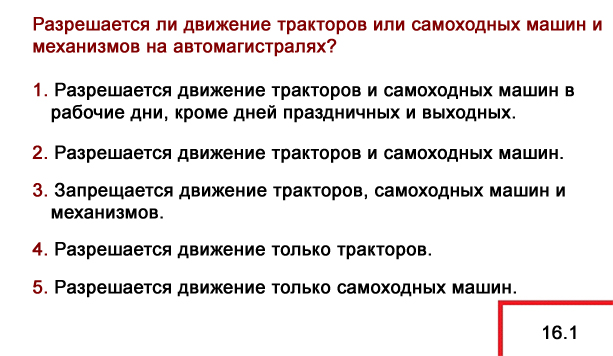 Разрешается ли движение тракторов или самоходных машин и
механизмов на автомагистралях?
1. Разрешается движение тракторов и самоходных машин в
рабочие дни, кроме дней праздничных и выходных.
2. Разрешается движение тракторов и самоходных машин.
3. Запрещается движение тракторов, самоходных машин и
механизмов.
4. Разрешается движение только тракторов.
5. Разрешается движение только самоходных машин.
16.1